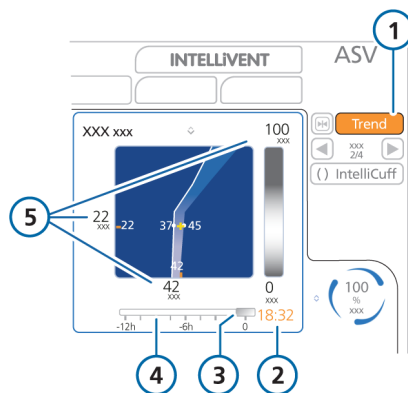 1
INTELLiVENT
ASV
Trend
XXX xxx
100
xxx
xxx
2/4
( ) IntelliCuff
5
22
xxx
22
37
45
42
42
xxx
0
xxx
100
%
xxx
18:32
-12h
-6h
0
4
3
2